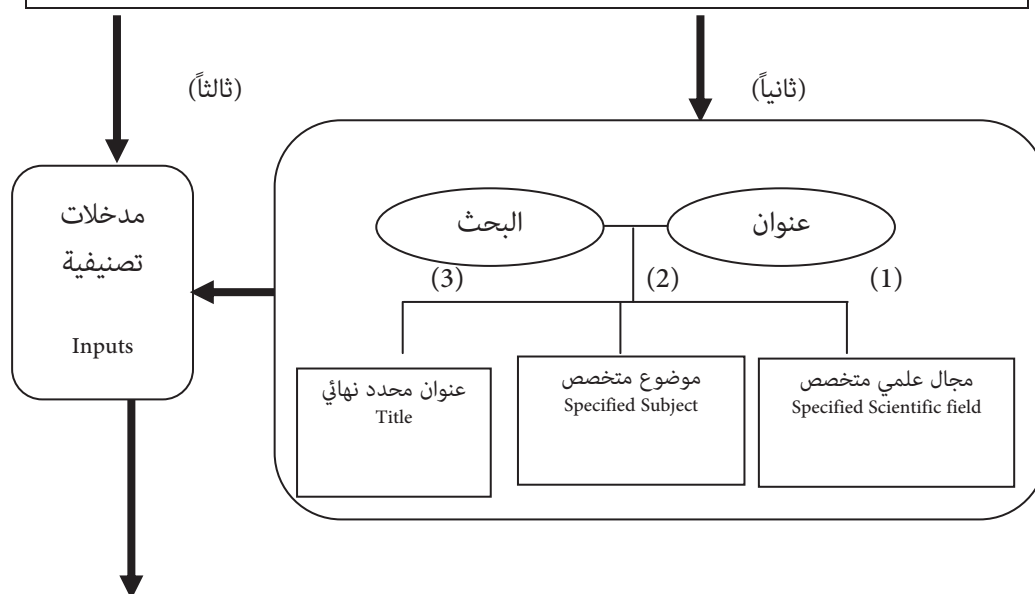 (ثانياً)
(ثالثاً)
عنوان
البحث
(1)
(2)
(3)
مجال علمي متخصص
Specified Scientific field
موضوع متخصص
Specified Subject
عنوان محدد نهائي
Title
مدخلات
تصنيفية
Inputs